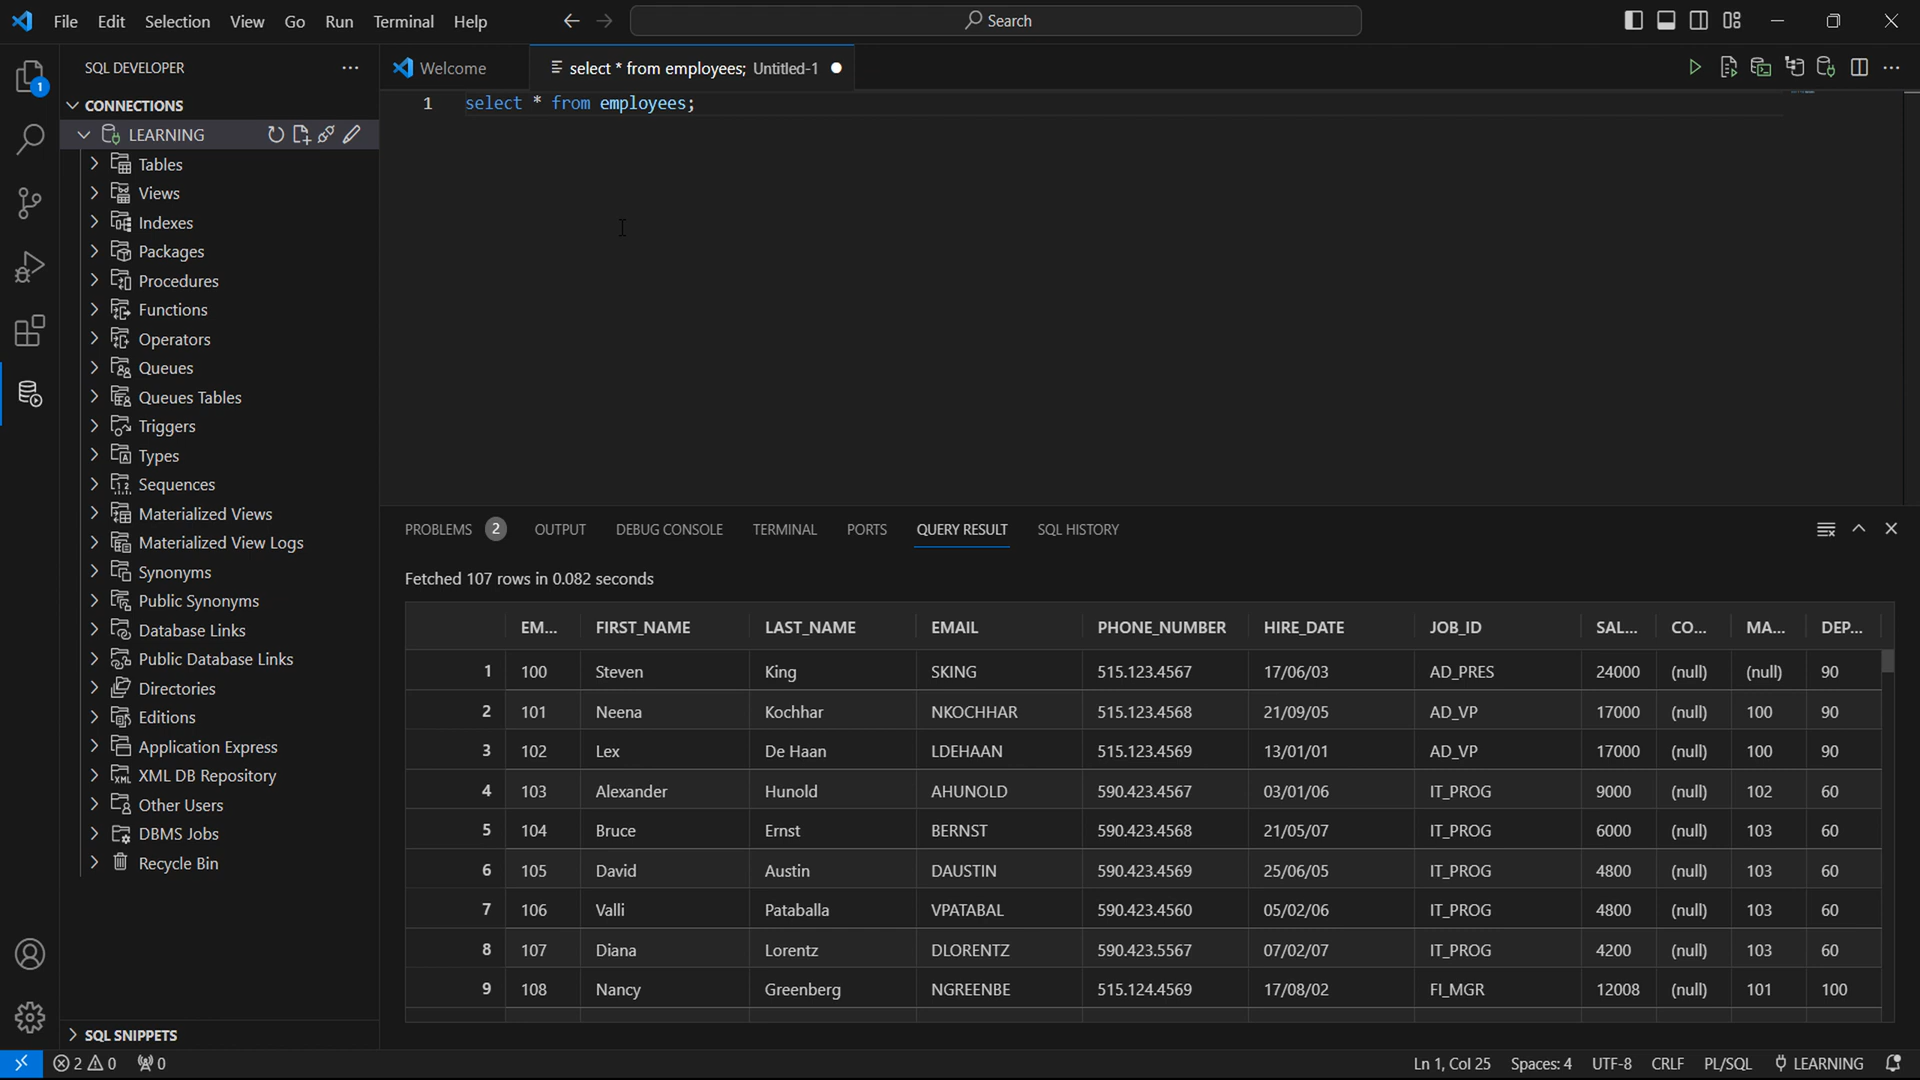 File Edit Selection View Go Run Terminal Help
Search
SQL DEVELOPER
CONNECTIONS
LEARNING
Tables
Views
Indexes
Packages
Procedures
Functions
Operators
Queues
Queues Tables
Triggers
Types
Sequences
Materialized Views
Materialized View Logs
Synonyms
Public Synonyms
Database Links
Public Database Links
Directories
Editions
Application Express
XML DB Repository
Other Users
DBMS Jobs
Recycle Bin
SQL SNIPPETS
1
Welcome
select * from employees; Untitled-1
1 select * from employees;
PROBLEMS 2 OUTPUT DEBUG CONSOLE TERMINAL PORTS QUERY RESULT SQL HISTORY
Fetched 107 rows in 0.082 seconds
EM... FIRST_NAME LAST_NAME EMAIL PHONE_NUMBER HIRE_DATE JOB_ID SAL... CO... MA... DEP...
1 100 Steven King SKING 515.123.4567 17/06/03 AD_PRES 24000 (null) (null) 90
2 101 Neena Kochhar NKOCHHAR 515.123.4568 21/09/05 AD_VP 17000 (null) 100 90
3 102 Lex De Haan LDEHAAN 515.123.4569 13/01/01 AD_VP 17000 (null) 100 90
4 103 Alexander Hunold AHUNOLD 590.423.4567 03/01/06 IT_PROG 9000 (null) 102 60
5 104 Bruce Ernst BERNST 590.423.4568 21/05/07 IT_PROG 6000 (null) 103 60
6 105 David Austin DAUSTIN 590.423.4569 25/06/05 IT_PROG 4800 (null) 103 60
7 106 Valli Pataballa VPATABAL 590.423.4560 05/02/06 IT_PROG 4800 (null) 103 60
8 107 Diana Lorentz DLORENTZ 590.423.5567 07/02/07 IT_PROG 4200 (null) 103 60
9 108 Nancy Greenberg NGREENBE 515.124.4569 17/08/02 FI_MGR 12008 (null) 101 100
2 0 0 Ln 1, Col 25 Spaces: 4 UTF-8 CRLF PL/SQL LEARNING